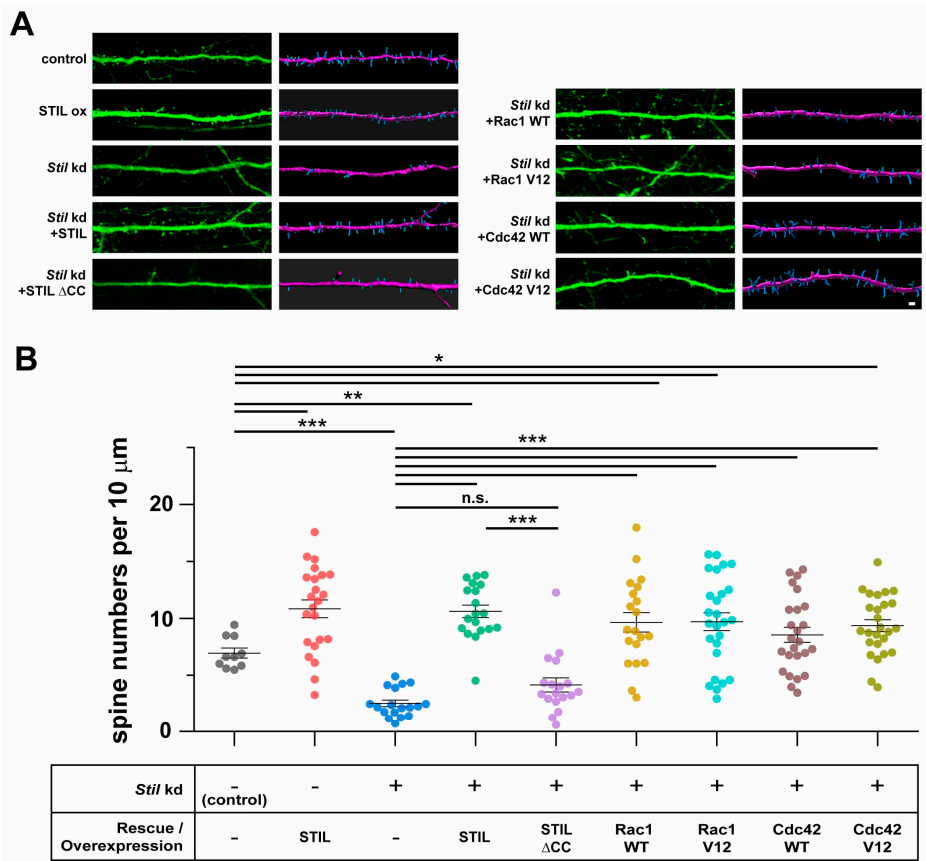 A
control
STIL ox
Stil kd
Stil kd
+STIL
Stil kd
+STIL ΔCC
Stil kd
+Rac1 WT
Stil kd
+Rac1 V12
Stil kd
+Cdc42 WT
Stil kd
+Cdc42 V12
B
*
**
***
***
n.s.
***
spine numbers per 10 μm
20
10
0
Stil kd
– (control) – + + + + + + +
Rescue / Overexpression
– STIL – STIL STIL ΔCC Rac1 WT Rac1 V12 Cdc42 WT Cdc42 V12